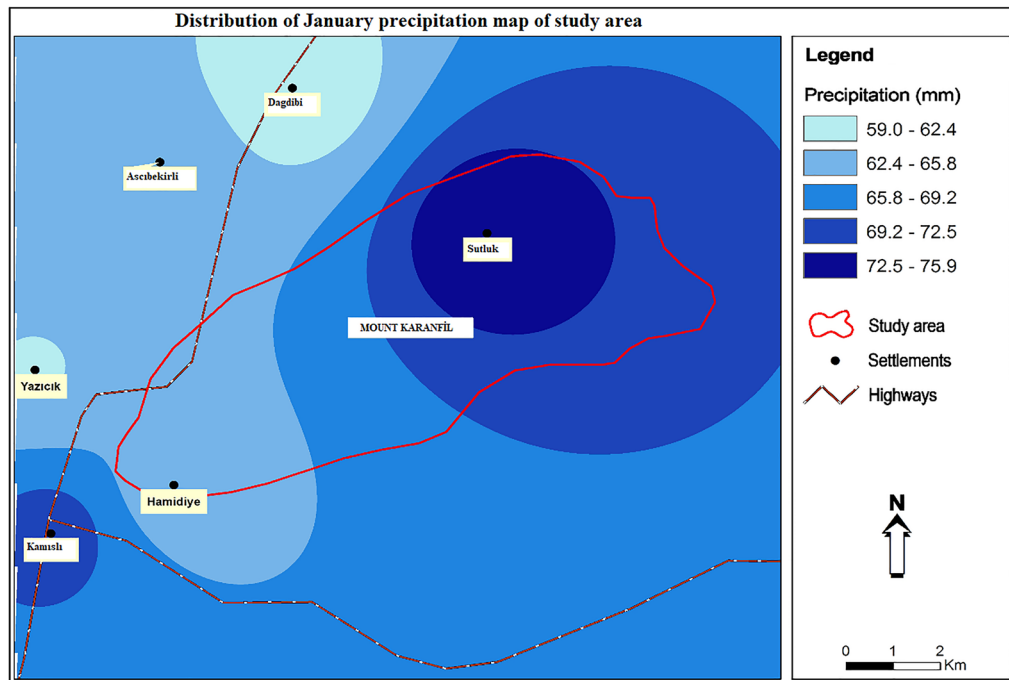 Distribution of January precipitation map of study area
Dagdibi
Ascıbekirli
Sutluk
MOUNT KARANFİL
Yazıcık
Hamidiye
Kamıslı
Legend
Precipitation (mm)
59.0 - 62.4
62.4 - 65.8
65.8 - 69.2
69.2 - 72.5
72.5 - 75.9
Study area
Settlements
Highways
N
0 1 2
Km